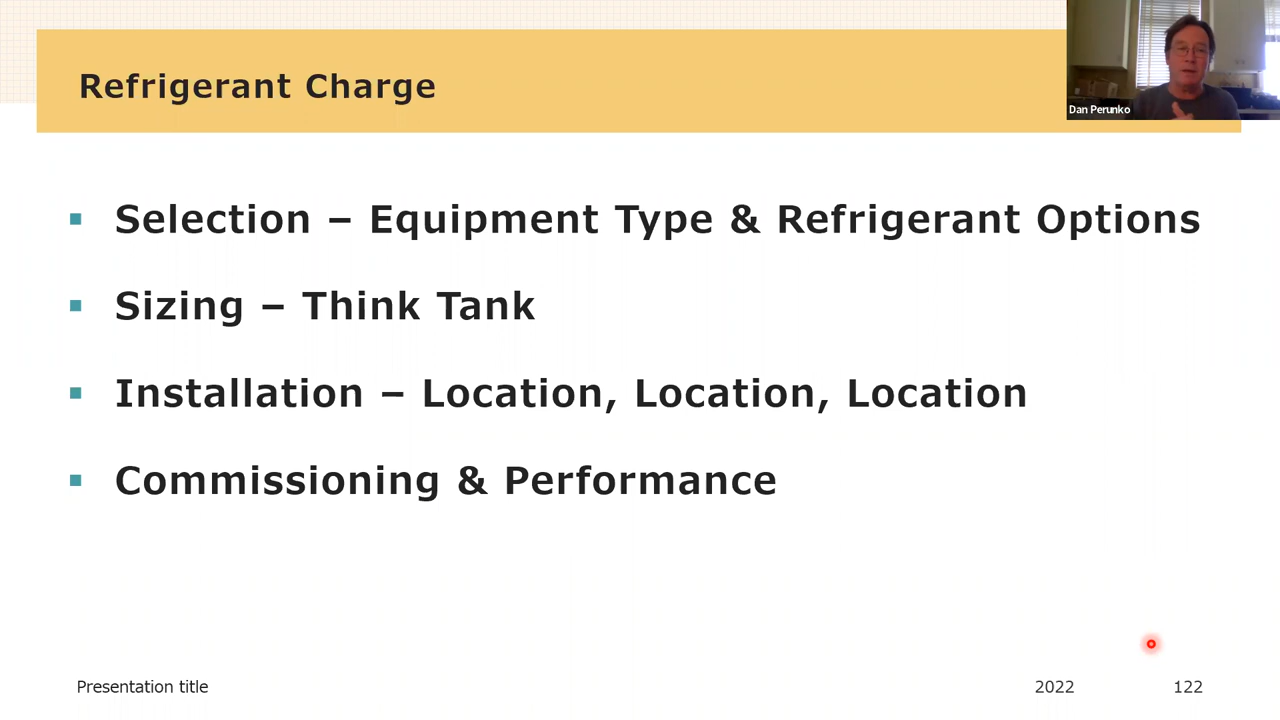 Refrigerant Charge
Dan Perunko
Selection – Equipment Type & Refrigerant Options
Sizing – Think Tank
Installation – Location, Location, Location
Commissioning & Performance
Presentation title
2022
122